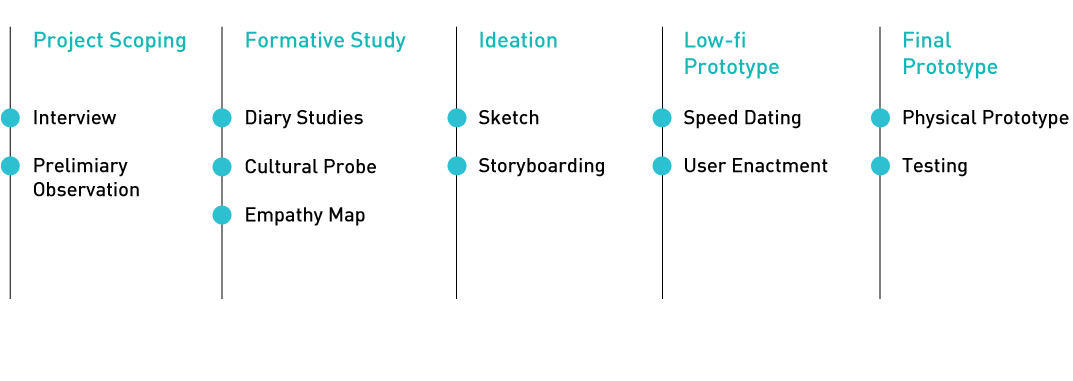 Project Scoping
Interview
Prelimiary
Observation
Formative Study
Diary Studies
Cultural Probe
Empathy Map
Ideation
Sketch
Storyboarding
Low-fi
Prototype
Speed Dating
User Enactment
Final
Prototype
Physical Prototype
Testing